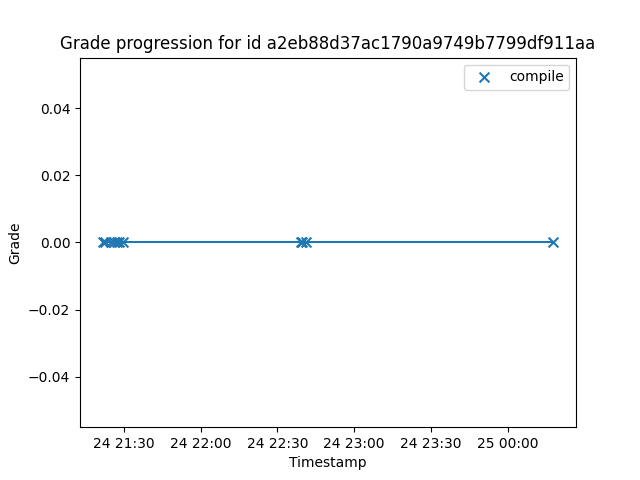 Grade progression for id a2eb88d37ac1790a9749b7799df911aa
compile
0.04
0.02
0.00
−0.02
−0.04
Grade
24 21:30 24 22:00 24 22:30 24 23:00 24 23:30 25 00:00
Timestamp